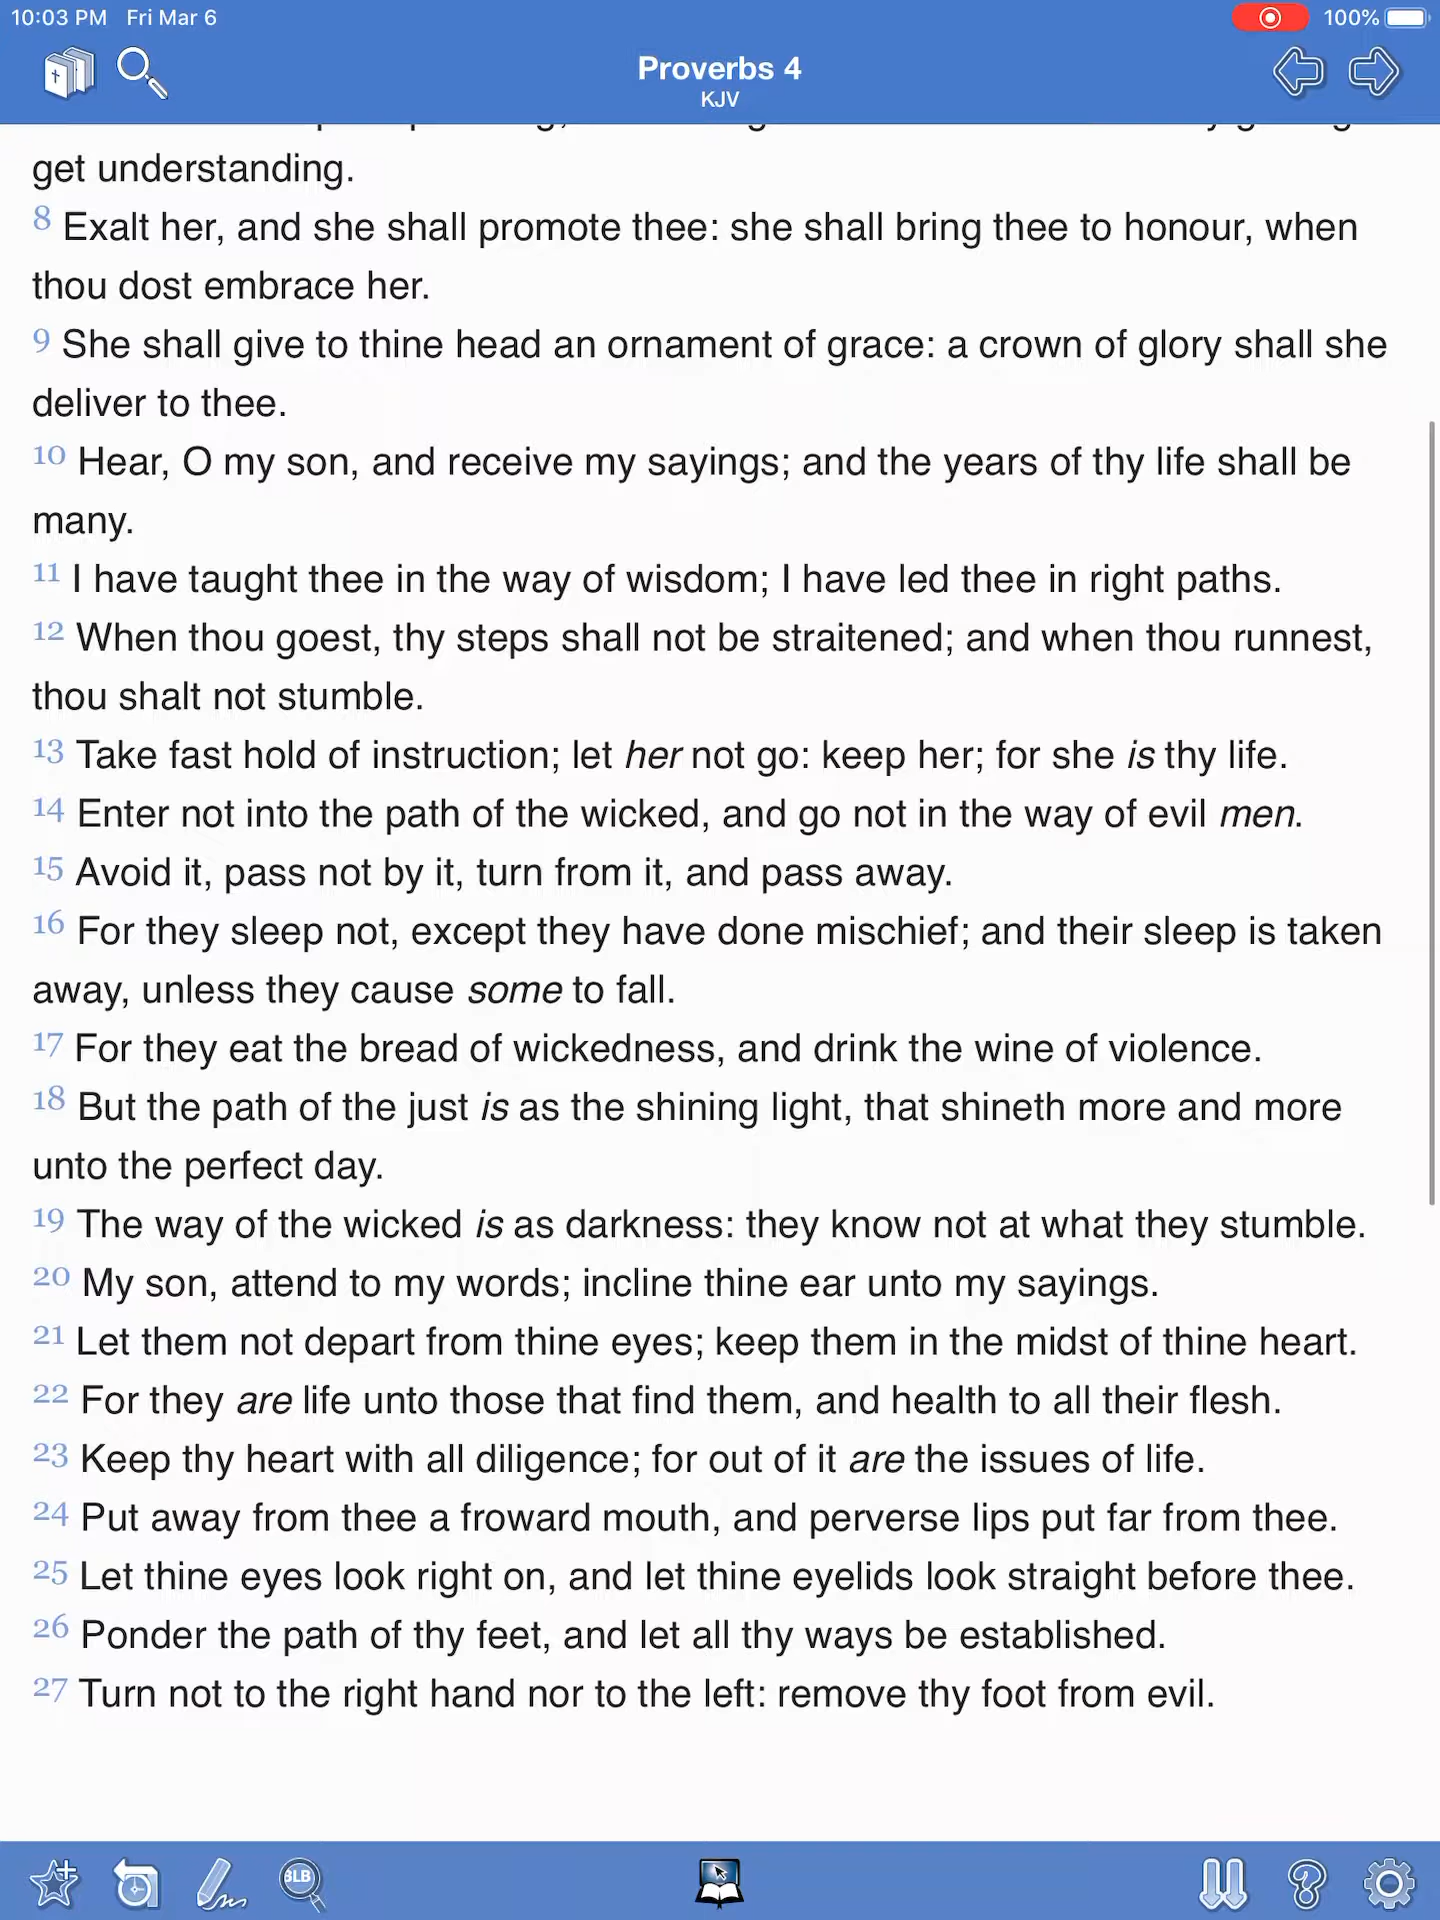 10:03 PM Fri Mar 6
100%
Proverbs 4
KJV
get understanding.
8 Exalt her, and she shall promote thee: she shall bring thee to honour, when
thou dost embrace her.
9 She shall give to thine head an ornament of grace: a crown of glory shall she
deliver to thee.
10 Hear, O my son, and receive my sayings; and the years of thy life shall be
many.
11 I have taught thee in the way of wisdom; I have led thee in right paths.
12 When thou goest, thy steps shall not be straitened; and when thou runnest,
thou shalt not stumble.
13 Take fast hold of instruction; let her not go: keep her; for she is thy life.
14 Enter not into the path of the wicked, and go not in the way of evil men.
15 Avoid it, pass not by it, turn from it, and pass away.
16 For they sleep not, except they have done mischief; and their sleep is taken
away, unless they cause some to fall.
17 For they eat the bread of wickedness, and drink the wine of violence.
18 But the path of the just is as the shining light, that shineth more and more
unto the perfect day.
19 The way of the wicked is as darkness: they know not at what they stumble.
20 My son, attend to my words; incline thine ear unto my sayings.
21 Let them not depart from thine eyes; keep them in the midst of thine heart.
22 For they are life unto those that find them, and health to all their flesh.
23 Keep thy heart with all diligence; for out of it are the issues of life.
24 Put away from thee a froward mouth, and perverse lips put far from thee.
25 Let thine eyes look right on, and let thine eyelids look straight before thee.
26 Ponder the path of thy feet, and let all thy ways be established.
27 Turn not to the right hand nor to the left: remove thy foot from evil.
BLB